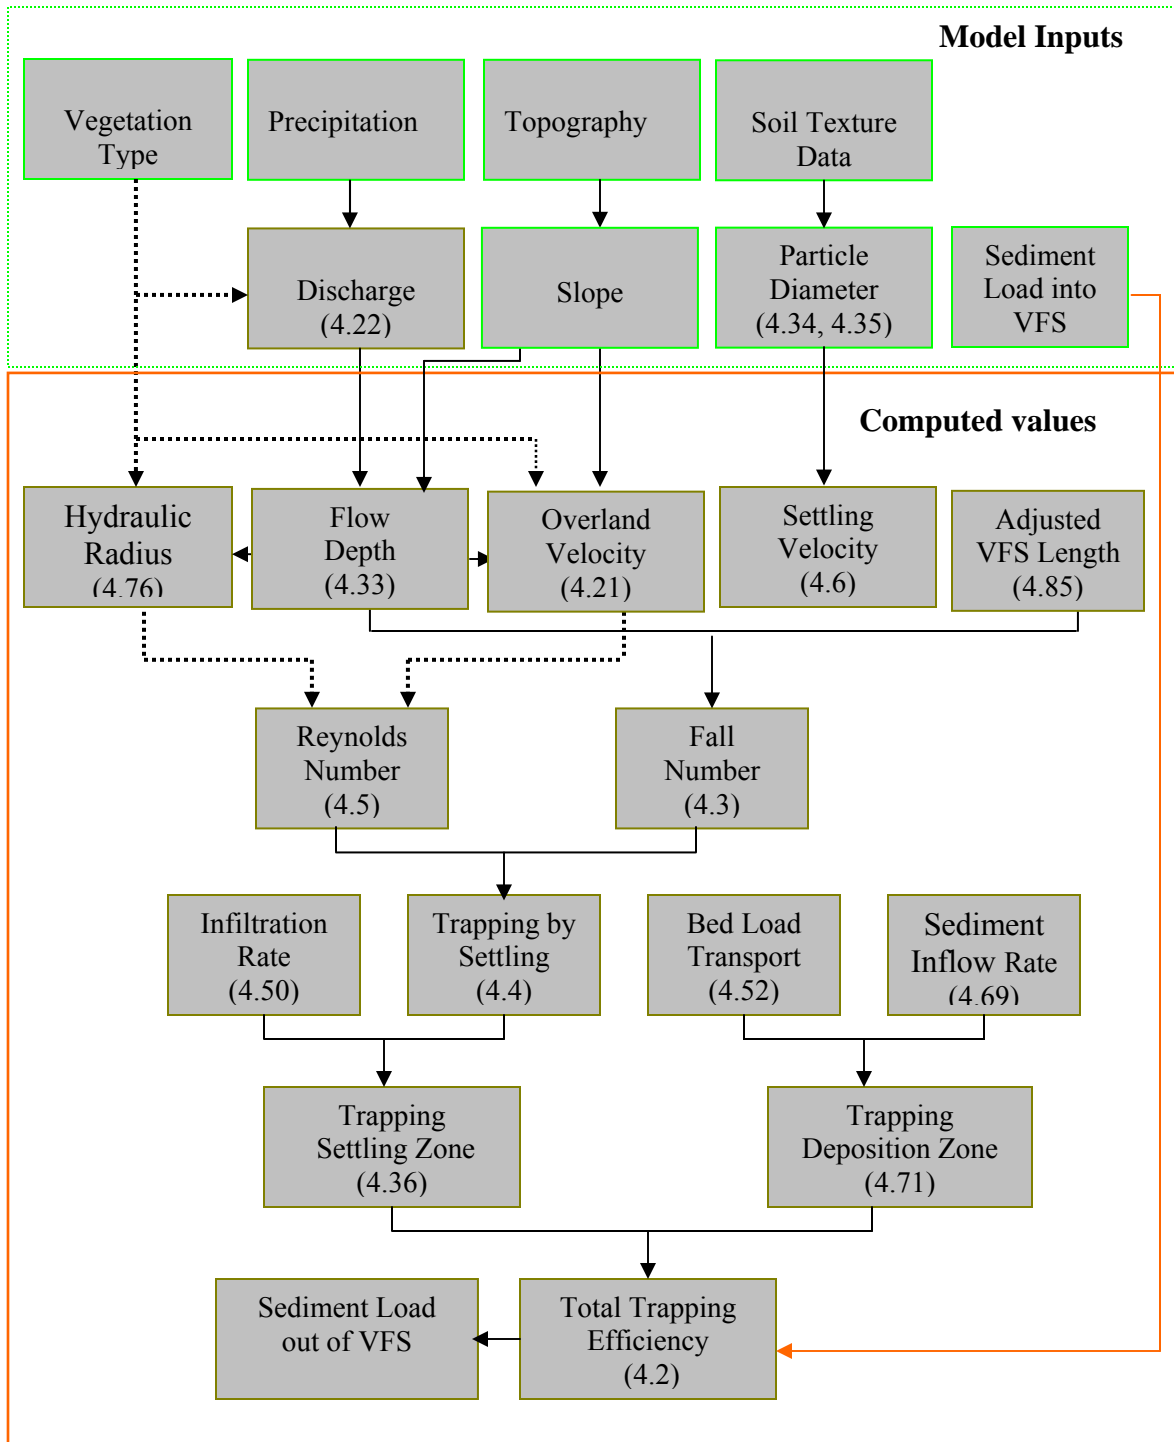 Model Inputs
Vegetation
Type
Precipitation
Topography
Soil Texture
Data
Discharge
(4.22)
Slope
Particle
Diameter
(4.34, 4.35)
Sediment
Load into
VFS
Computed values
Hydraulic
Radius
(4.76)
Flow
Depth
(4.33)
Overland
Velocity
(4.21)
Settling
Velocity
(4.6)
Adjusted
VFS Length
(4.85)
Reynolds
Number
(4.5)
Fall
Number
(4.3)
Infiltration
Rate
(4.50)
Trapping by
Settling
(4.4)
Bed Load
Transport
(4.52)
Sediment
Inflow Rate
(4.69)
Trapping
Settling Zone
(4.36)
Trapping
Deposition Zone
(4.71)
Sediment Load
out of VFS
Total Trapping
Efficiency
(4.2)